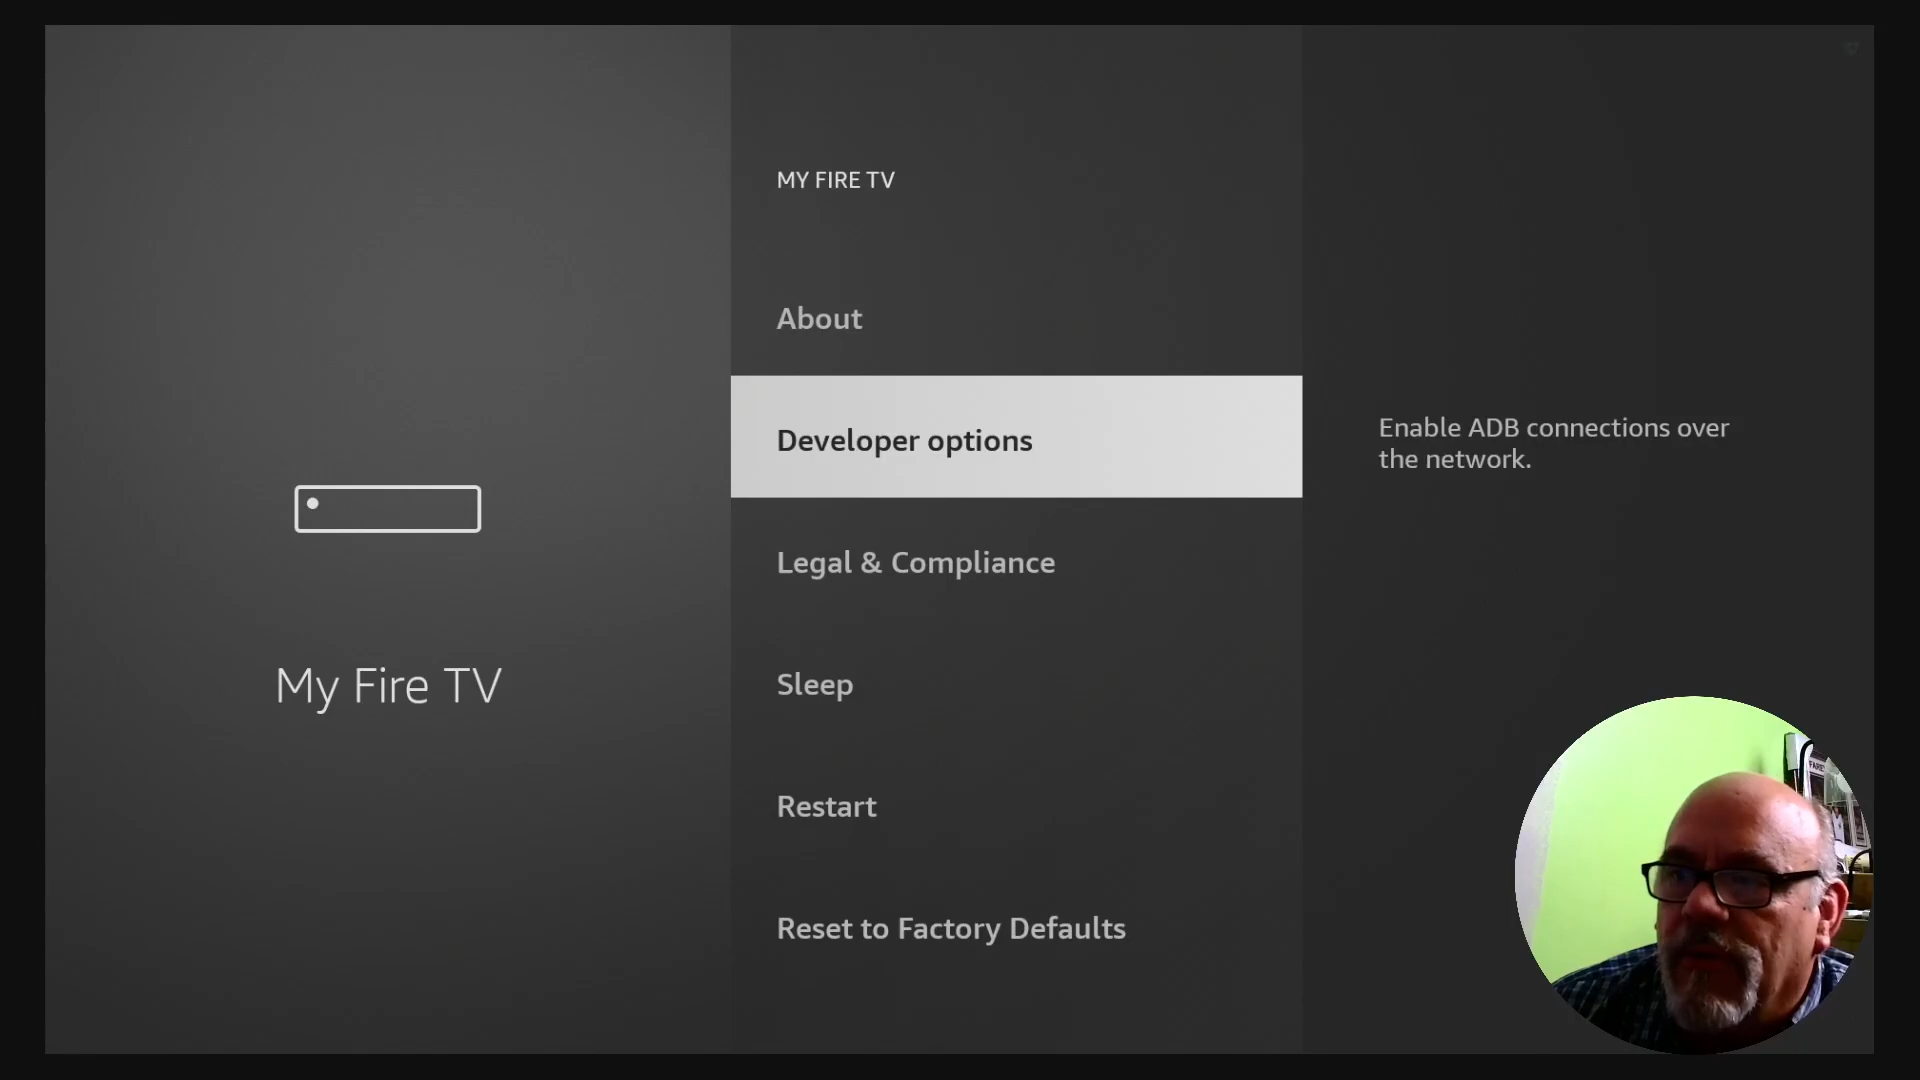 MY FIRE TV
About
Developer options
Enable ADB connections over
the network.
Legal & Compliance
My Fire TV
Sleep
Restart
Reset to Factory Defaults